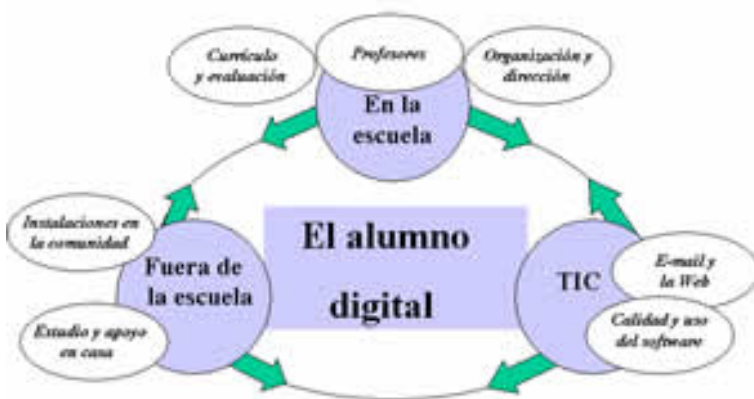 Currículo
y evaluación
Profesores
Organización y
dirección
En la
escuela
Instalaciones en
la comunidad
Fuera de
la escuela
Estudio y apoyo
en casa
El alumno
digital
TIC
E-mail y
la Web
Calidad y uso
del software